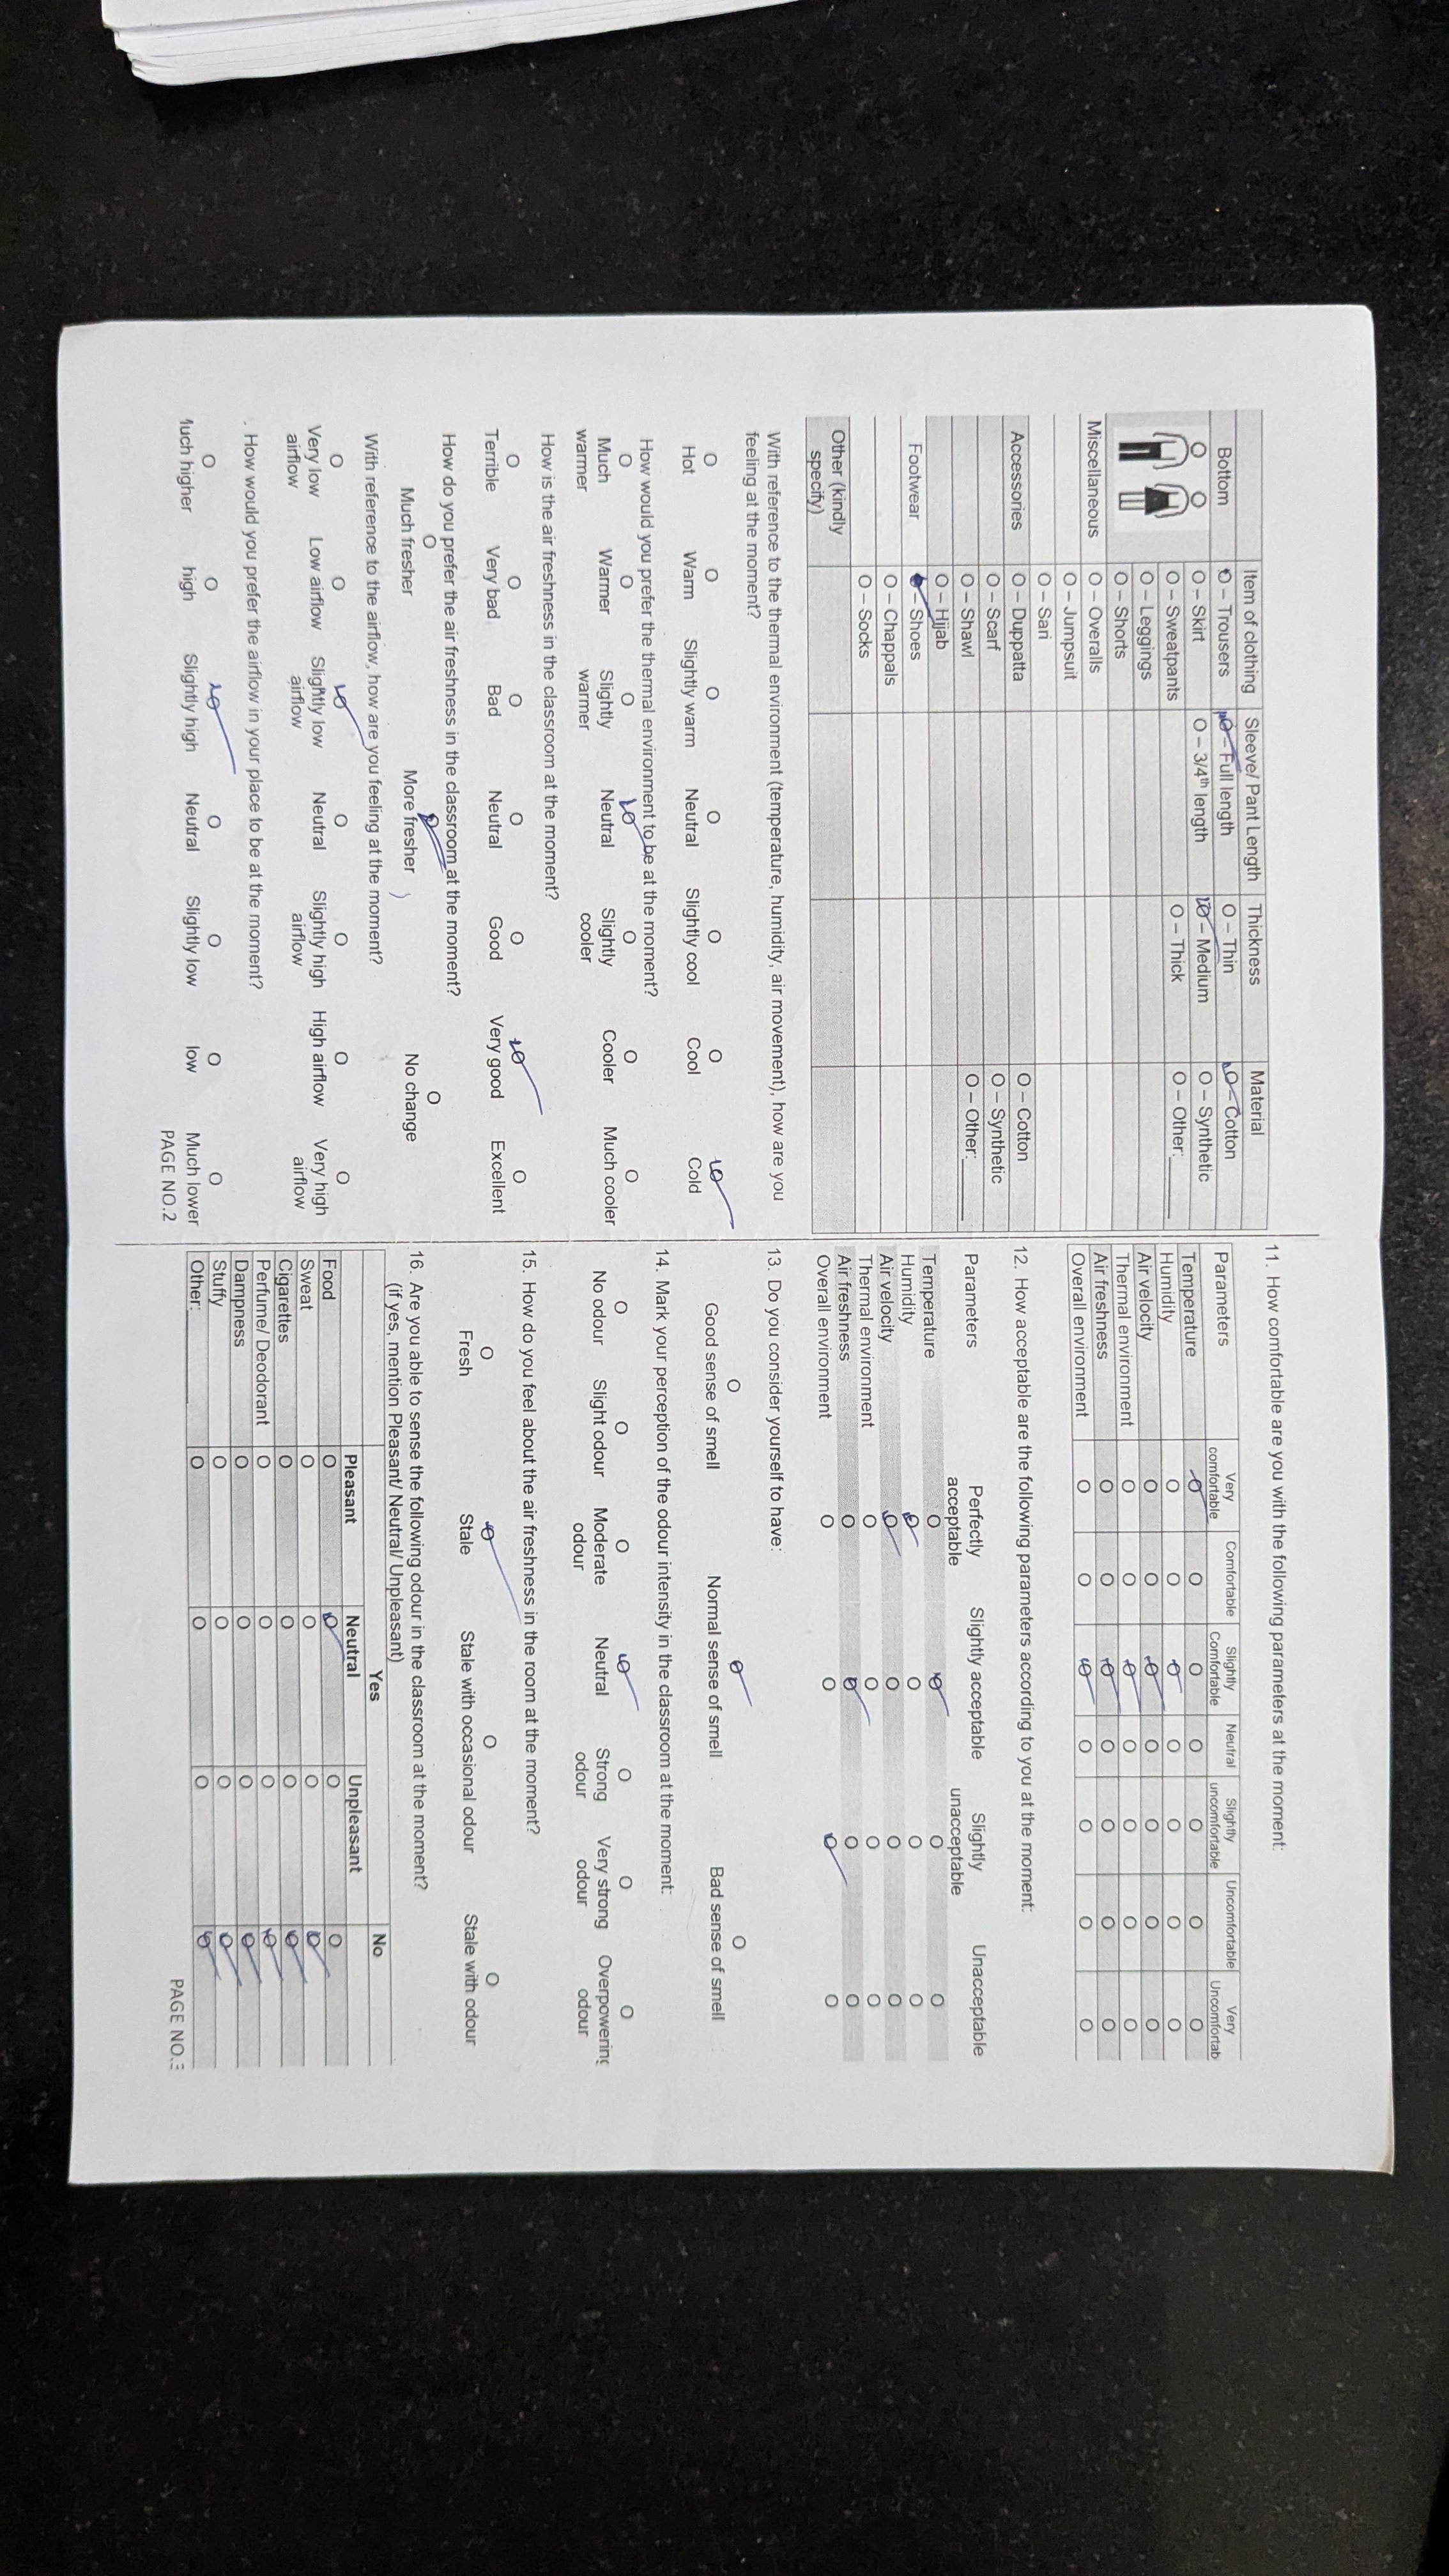 Item of clothing Sleeve/ Pant Length Thickness Material
Bottom O – Trousers O – Full length O – Thin O – Cotton
O – Skirt O – 3/4th length O – Medium O – Synthetic
O – Sweatpants O – Thick O – Other:______
O – Leggings
O – Shorts
Miscellaneous O – Overalls
O – Jumpsuit
O – Sari
Accessories O – Duppatta O – Cotton
O – Scarf O – Synthetic
O – Shawl O – Other:______
O – Hijab
Footwear O – Shoes
O – Chappals
O – Socks
Other (kindly
specify)
With reference to the thermal environment (temperature, humidity, air movement), how are you
feeling at the moment?
O O O O O O O
Hot Warm Slightly warm Neutral Slightly cool Cool Cold
How would you prefer the thermal environment to be at the moment?
O O O O O O O
Much Warmer Slightly Neutral Slightly Cooler Much cooler
warmer warmer cooler
How is the air freshness in the classroom at the moment?
O O O O O O O
Terrible Very bad Bad Neutral Good Very good Excellent
How do you prefer the air freshness in the classroom at the moment?
O O O
Much fresher More fresher ) No change
With reference to the airflow, how are you feeling at the moment?
O O O O O O O
Very low Low airflow Slightly low Neutral Slightly high High airflow Very high
airflow airflow airflow airflow
. How would you prefer the airflow in your place to be at the moment?
O O O O O O O
uch higher high Slightly high Neutral Slightly low low Much lower
PAGE NO.2
11. How comfortable are you with the following parameters at the moment:
Parameters Very Comfortable Slightly Neutral Slightly Uncomfortable Very
comfortable Comfortable uncomfortable Uncomfortab
Temperature O O O O O O O
Humidity O O O O O O O
Air velocity O O O O O O O
Thermal environment O O O O O O O
Air freshness O O O O O O O
Overall environment O O O O O O O
12. How acceptable are the following parameters according to you at the moment:
Parameters Perfectly Slightly acceptable Slightly Unacceptable
acceptable unacceptable
Temperature O O O O
Humidity O O O O
Air velocity O O O O
Thermal environment O O O O
Air freshness O O O O
Overall environment O O O O
13. Do you consider yourself to have:
O O O
Good sense of smell Normal sense of smell Bad sense of smell
14. Mark your perception of the odour intensity in the classroom at the moment:
O O O O O O O
No odour Slight odour Moderate Neutral Strong Very strong Overpowering
odour odour odour odour
15. How do you feel about the air freshness in the room at the moment?
O O O O
Fresh Stale Stale with occasional odour Stale with odour
16. Are you able to sense the following odour in the classroom at the moment?
(if yes, mention Pleasant/ Neutral/ Unpleasant)
Yes No
Pleasant Neutral Unpleasant
Food O O O O
Sweat O O O O
Cigarettes O O O O
Perfume/ Deodorant O O O O
Dampness O O O O
Stuffy O O O O
Other:______ O O O O
PAGE NO.3